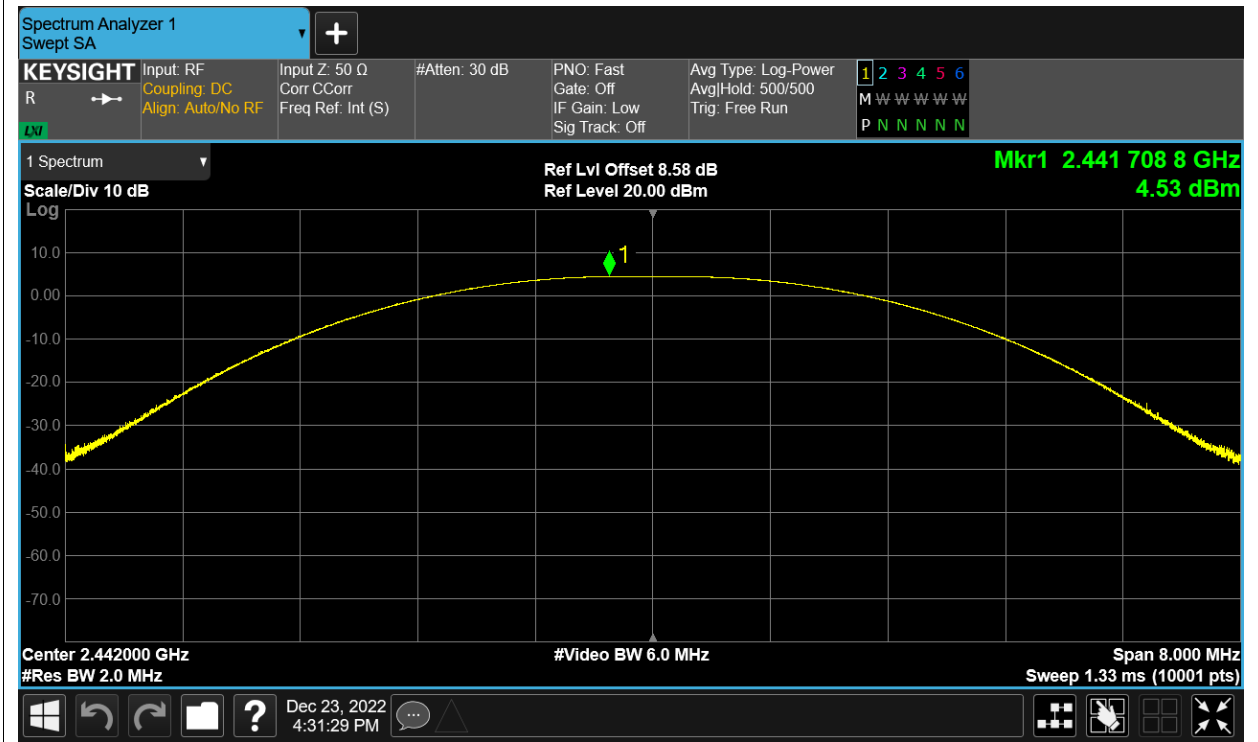 Spectrum Analyzer 1
Swept SA
KEYSIGHT
R
LXI
Input: RF
Coupling: DC
Align: Auto/No RF
Input Z: 50 Ω
Corr CCorr
Freq Ref: Int (S)
#Atten: 30 dB
PNO: Fast
Gate: Off
IF Gain: Low
Sig Track: Off
Avg Type: Log-Power
Avg|Hold: 500/500
Trig: Free Run
1 2 3 4 5 6
M W W W W W
P N N N N N
1 Spectrum
Scale/Div 10 dB
Log
Ref Lvl Offset 8.58 dB
Ref Level 20.00 dBm
Mkr1 2.441 708 8 GHz
4.53 dBm
1
10.0
0.00
-10.0
-20.0
-30.0
-40.0
-50.0
-60.0
-70.0
Center 2.442000 GHz
#Res BW 2.0 MHz
#Video BW 6.0 MHz
Span 8.000 MHz
Sweep 1.33 ms (10001 pts)
?
Dec 23, 2022
4:31:29 PM